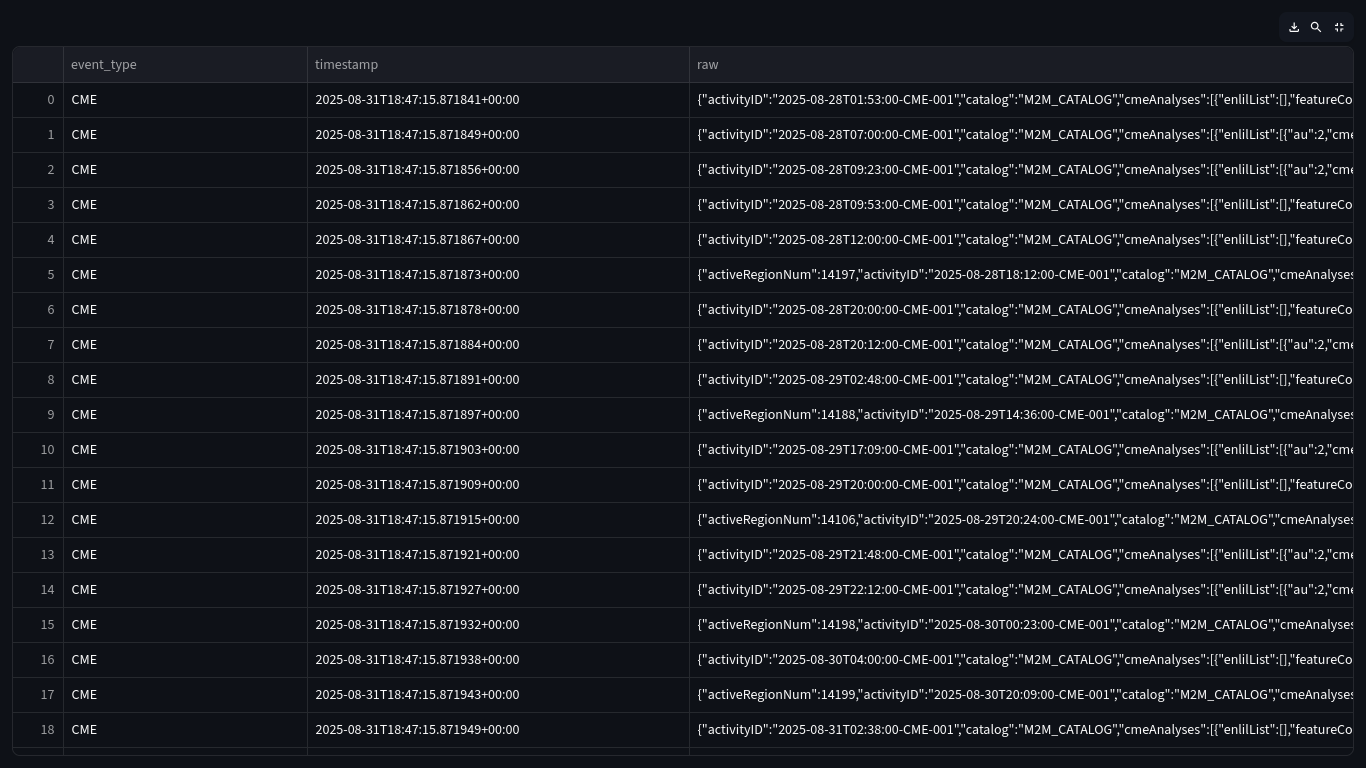 event_type timestamp raw
0 CME 2025-08-31T18:47:15.871841+00:00 {"activityID":"2025-08-28T01:53:00-CME-001","catalog":"M2M_CATALOG","cmeAnalyses":[{"enlilList":[],"featureCo
1 CME 2025-08-31T18:47:15.871849+00:00 {"activityID":"2025-08-28T07:00:00-CME-001","catalog":"M2M_CATALOG","cmeAnalyses":[{"enlilList":[{"au":2,"cme
2 CME 2025-08-31T18:47:15.871856+00:00 {"activityID":"2025-08-28T09:23:00-CME-001","catalog":"M2M_CATALOG","cmeAnalyses":[{"enlilList":[{"au":2,"cme
3 CME 2025-08-31T18:47:15.871862+00:00 {"activityID":"2025-08-28T09:53:00-CME-001","catalog":"M2M_CATALOG","cmeAnalyses":[{"enlilList":[],"featureCo
4 CME 2025-08-31T18:47:15.871867+00:00 {"activityID":"2025-08-28T12:00:00-CME-001","catalog":"M2M_CATALOG","cmeAnalyses":[{"enlilList":[],"featureCo
5 CME 2025-08-31T18:47:15.871873+00:00 {"activeRegionNum":14197,"activityID":"2025-08-28T18:12:00-CME-001","catalog":"M2M_CATALOG","cmeAnalyses
6 CME 2025-08-31T18:47:15.871878+00:00 {"activityID":"2025-08-28T20:00:00-CME-001","catalog":"M2M_CATALOG","cmeAnalyses":[{"enlilList":[],"featureCo
7 CME 2025-08-31T18:47:15.871884+00:00 {"activityID":"2025-08-28T20:12:00-CME-001","catalog":"M2M_CATALOG","cmeAnalyses":[{"enlilList":[{"au":2,"cme
8 CME 2025-08-31T18:47:15.871891+00:00 {"activityID":"2025-08-29T02:48:00-CME-001","catalog":"M2M_CATALOG","cmeAnalyses":[{"enlilList":[],"featureCo
9 CME 2025-08-31T18:47:15.871897+00:00 {"activeRegionNum":14188,"activityID":"2025-08-29T14:36:00-CME-001","catalog":"M2M_CATALOG","cmeAnalyses
10 CME 2025-08-31T18:47:15.871903+00:00 {"activityID":"2025-08-29T17:09:00-CME-001","catalog":"M2M_CATALOG","cmeAnalyses":[{"enlilList":[{"au":2,"cme
11 CME 2025-08-31T18:47:15.871909+00:00 {"activityID":"2025-08-29T20:00:00-CME-001","catalog":"M2M_CATALOG","cmeAnalyses":[{"enlilList":[],"featureCo
12 CME 2025-08-31T18:47:15.871915+00:00 {"activeRegionNum":14106,"activityID":"2025-08-29T20:24:00-CME-001","catalog":"M2M_CATALOG","cmeAnalyses
13 CME 2025-08-31T18:47:15.871921+00:00 {"activityID":"2025-08-29T21:48:00-CME-001","catalog":"M2M_CATALOG","cmeAnalyses":[{"enlilList":[{"au":2,"cme
14 CME 2025-08-31T18:47:15.871927+00:00 {"activityID":"2025-08-29T22:12:00-CME-001","catalog":"M2M_CATALOG","cmeAnalyses":[{"enlilList":[{"au":2,"cme
15 CME 2025-08-31T18:47:15.871932+00:00 {"activeRegionNum":14198,"activityID":"2025-08-30T00:23:00-CME-001","catalog":"M2M_CATALOG","cmeAnalyses
16 CME 2025-08-31T18:47:15.871938+00:00 {"activityID":"2025-08-30T04:00:00-CME-001","catalog":"M2M_CATALOG","cmeAnalyses":[{"enlilList":[],"featureCo
17 CME 2025-08-31T18:47:15.871943+00:00 {"activeRegionNum":14199,"activityID":"2025-08-30T20:09:00-CME-001","catalog":"M2M_CATALOG","cmeAnalyses
18 CME 2025-08-31T18:47:15.871949+00:00 {"activityID":"2025-08-31T02:38:00-CME-001","catalog":"M2M_CATALOG","cmeAnalyses":[{"enlilList":[],"featureCo